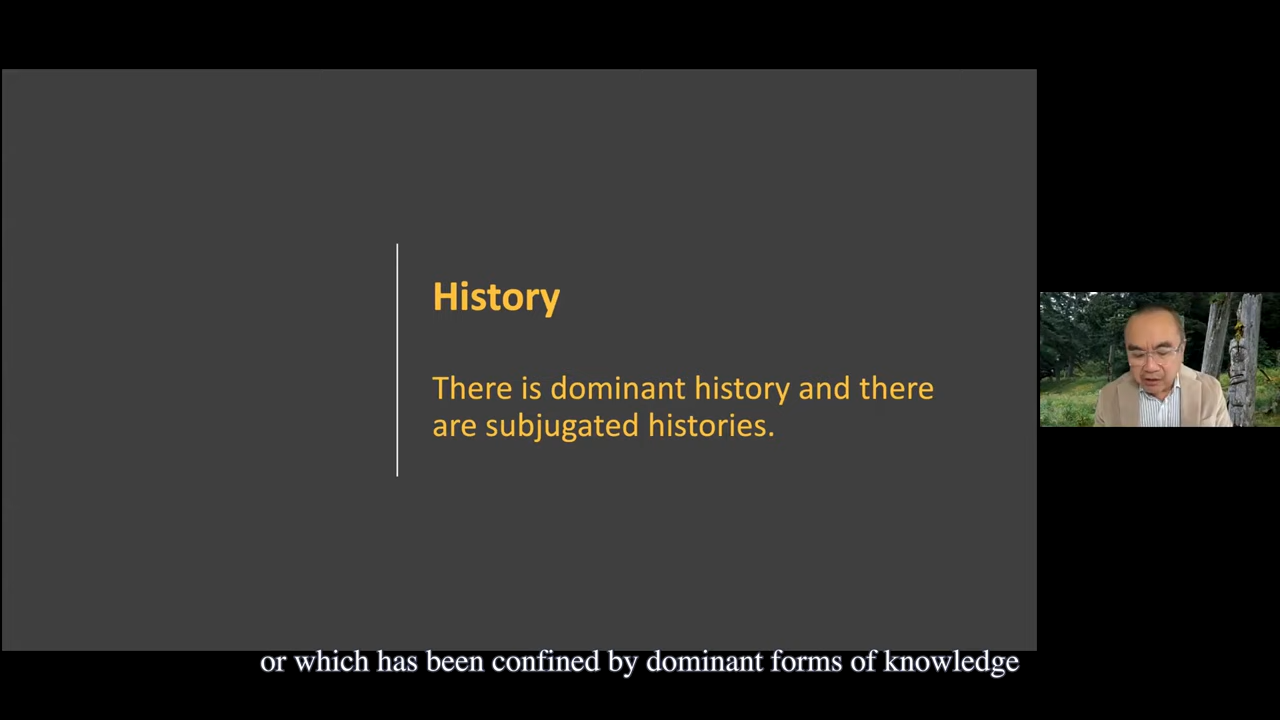 History
There is dominant history and there
are subjugated histories.
or which has been confined by dominant forms of knowledge